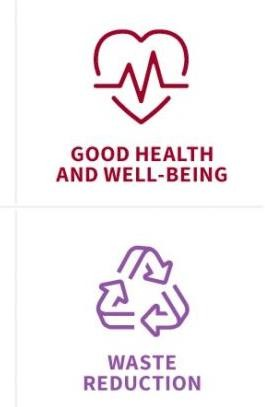 GOOD HEALTH
AND WELL-BEING
WASTE
REDUCTION